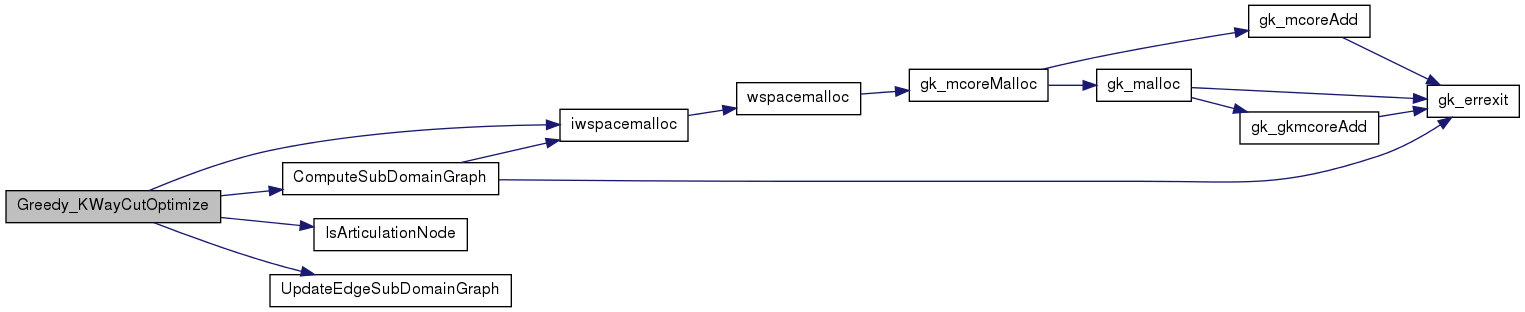 gk_mcoreAdd
gk_mcoreMalloc
gk_malloc
wspacemalloc
gk_errexit
iwspacemalloc
gk_gkmcoreAdd
ComputeSubDomainGraph
Greedy_KWayCutOptimize
IsArticulationNode
UpdateEdgeSubDomainGraph